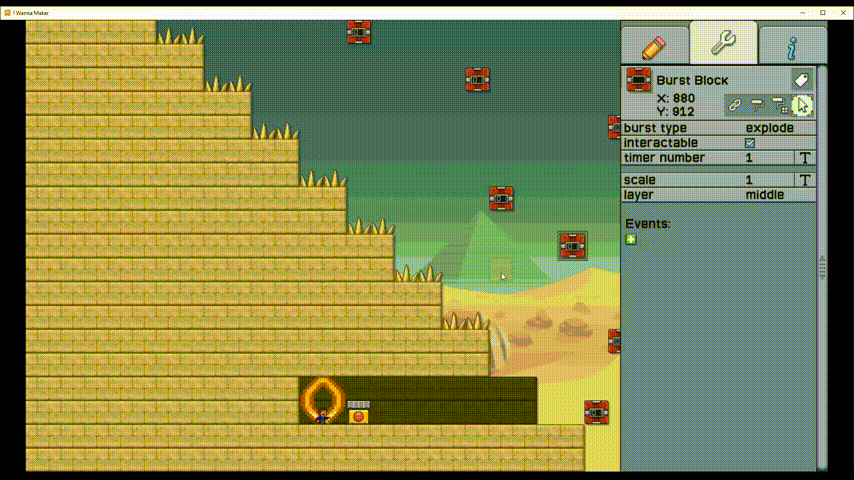 I Wanna Maker
Burst Block
X: 880
Y: 912
burst type explode
interactable
timer number 1 T
scale 1 T
layer middle
Events: